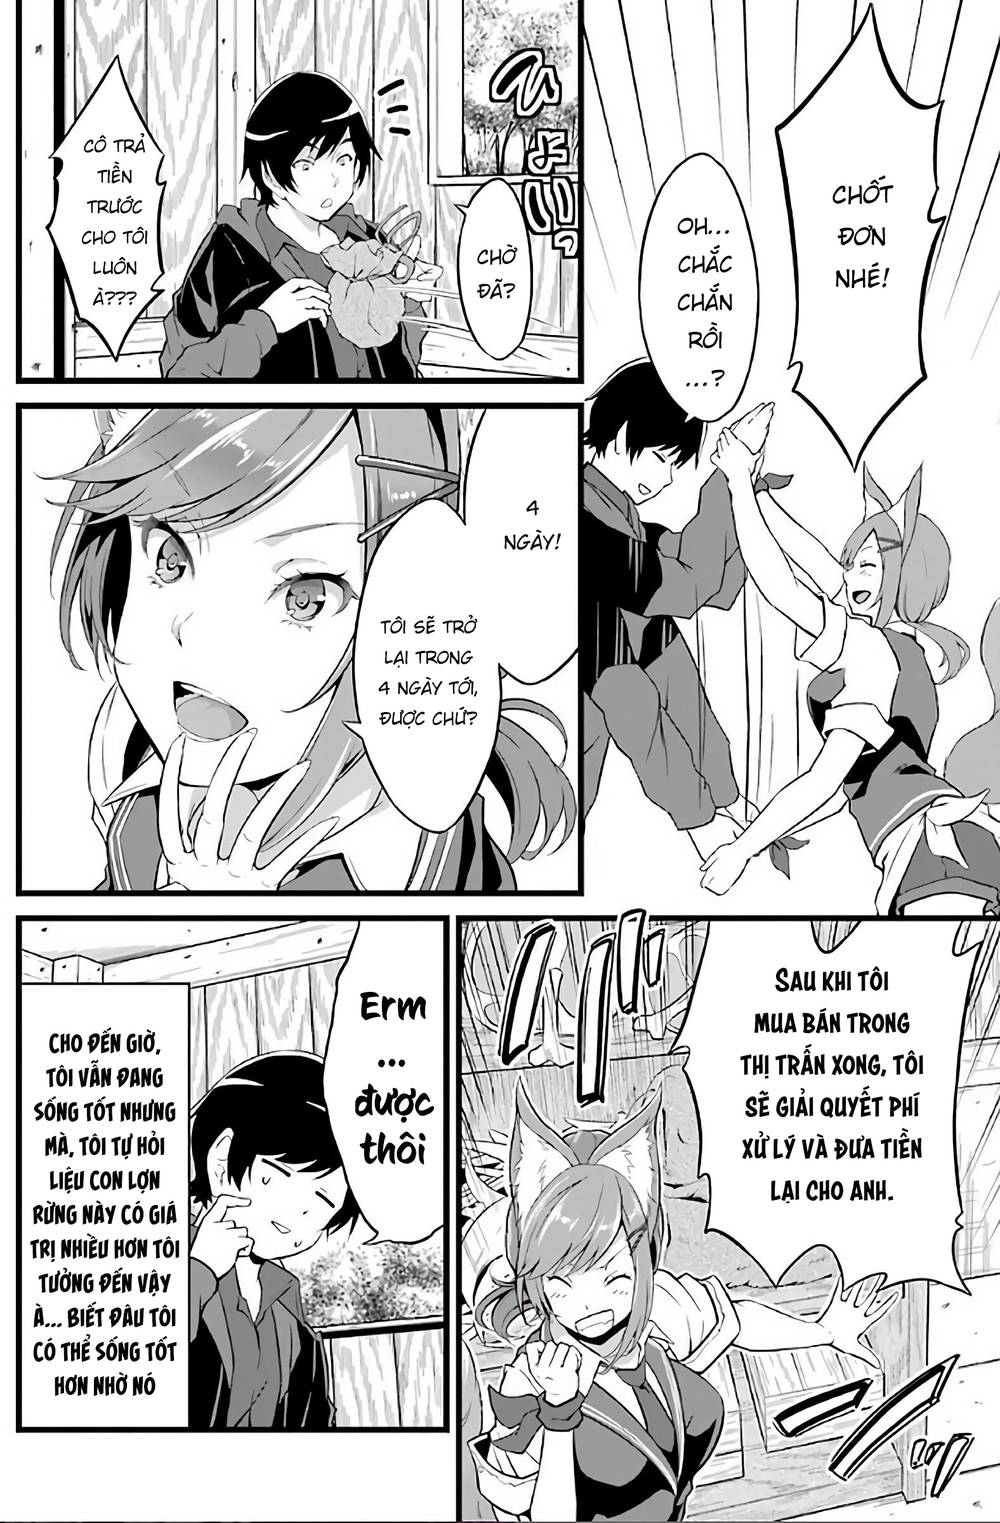 CHỐT
ĐƠN
NHÉ!
OH...
CHẮC
CHẮN
RỒI
...?
ひょいっ
CHỜ
ĐÃ?
CÔ TRẢ
TIỀN
TRƯỚC
CHO TÔI
LUÔN
À???
4
NGÀY!
TÔI SẼ TRỞ
LẠI TRONG
4 NGÀY TỚI,
ĐƯỢC CHỨ?
SAU KHI TÔI
MUA BÁN TRONG
THỊ TRẤN XONG, TÔI
SẼ GIẢI QUYẾT PHÍ
XỬ LÝ VÀ ĐƯA TIỀN
LẠI CHO ANH.
Erm
...
được
thôi
CHO ĐẾN GIỜ,
TÔI VẪN ĐANG
SỐNG TỐT NHƯNG
MÀ, TÔI TỰ HỎI
LIỆU CON LỢN
RỪNG NÀY CÓ GIÁ
TRỊ NHIỀU HƠN TÔI
TƯỞNG ĐẾN VẬY
À... BIẾT ĐÂU TÔI
CÓ THỂ SỐNG TỐT
HƠN NHỜ NÓ